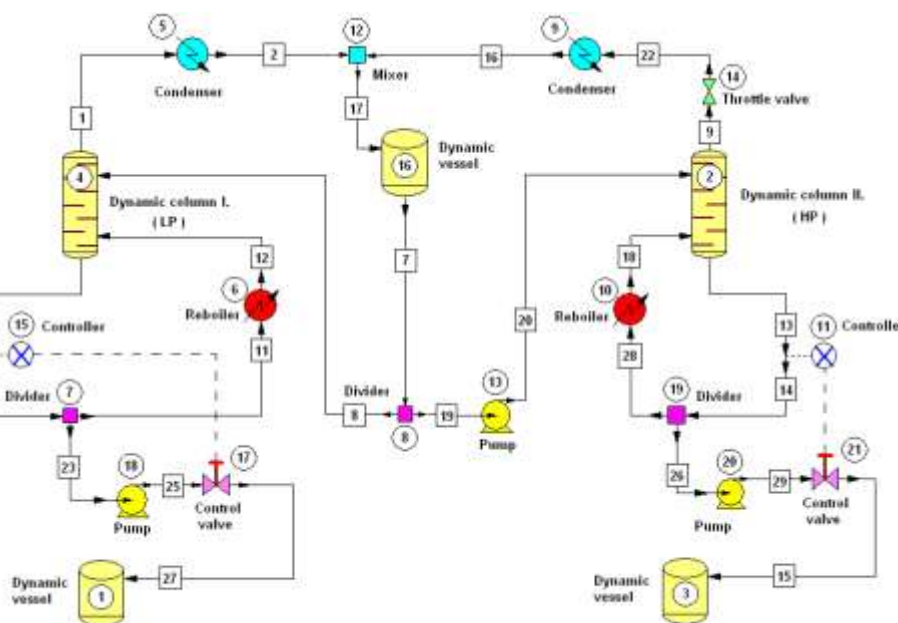 5
2
12
16
9
22
14
Condenser
Mixer
Condenser
Throttle valve
1
17
9
4
16
Dynamic
vessel
2
Dynamic column I.
( LP )
Dynamic column II.
( HP )
12
7
18
6
Reboiler
10
Reboiler
20
15
Controller
11
13
11
Controlle
28
14
Divider
7
Divider
13
19
Divider
8
8
19
Pump
23
18
25
17
26
20
29
21
Pump
Control
valve
Pump
Control
valve
Dynamic
vessel
1
27
Dynamic
vessel
3
15